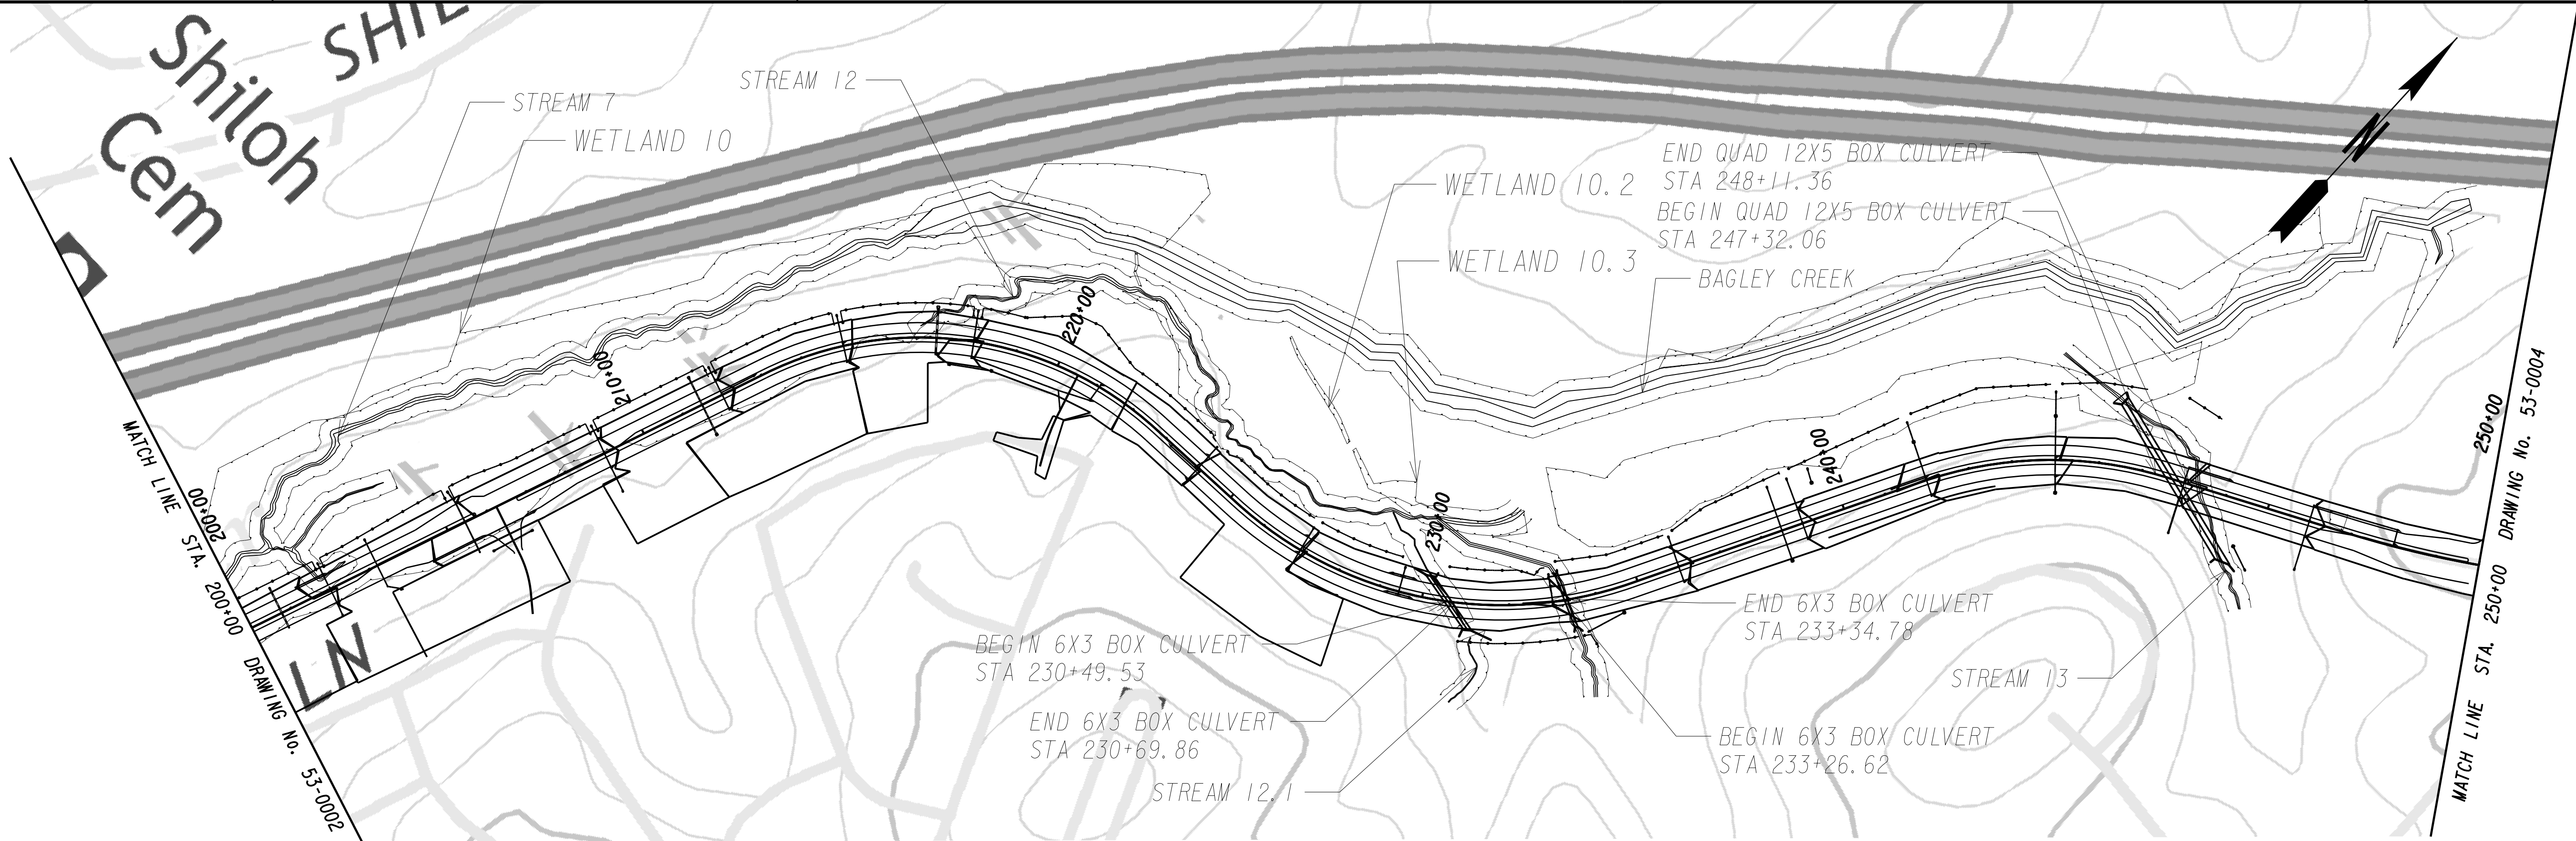 SHIL
Shiloh
Cem
STREAM 7
WETLAND 10
STREAM 12
WETLAND 10.2
WETLAND 10.3
END QUAD 12X5 BOX CULVERT
STA 248+11.36
BEGIN QUAD 12X5 BOX CULVERT
STA 247+32.06
BAGLEY CREEK
N
MATCH LINE STA. 200+00 DRAWING No. 53-0002
200+00
210+00
220+00
230+00
240+00
250+00
MATCH LINE STA. 250+00 DRAWING No. 53-0004
LN
BEGIN 6X3 BOX CULVERT
STA 230+49.53
END 6X3 BOX CULVERT
STA 230+69.86
STREAM 12.1
END 6X3 BOX CULVERT
STA 233+34.78
BEGIN 6X3 BOX CULVERT
STA 233+26.62
STREAM 13